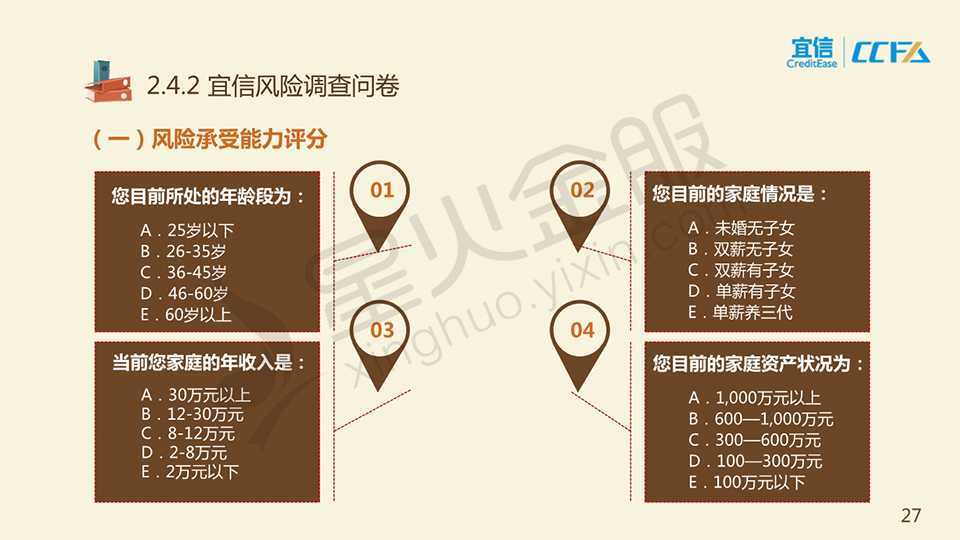 宜信
CreditEase
CCFA
2.4.2 宜信风险调查问卷
（一）风险承受能力评分
01
您目前所处的年龄段为：
A．25岁以下
B．26-35岁
C．36-45岁
D．46-60岁
E．60岁以上
02
您目前的家庭情况是：
A．未婚无子女
B．双薪无子女
C．双薪有子女
D．单薪有子女
E．单薪养三代
03
当前您家庭的年收入是：
A．30万元以上
B．12-30万元
C．8-12万元
D．2-8万元
E．2万元以下
04
您目前的家庭资产状况为：
A．1,000万元以上
B．600—1,000万元
C．300—600万元
D．100—300万元
E．100万元以下
星火金服
xinghuo.yixin.com
27